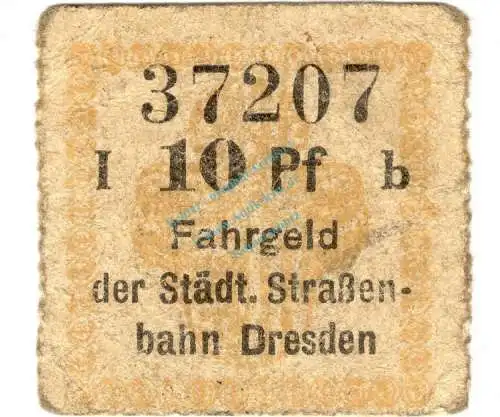 37207
I 10 Pf b
Fahrgeld
der Städt. Straßen-
bahn Dresden